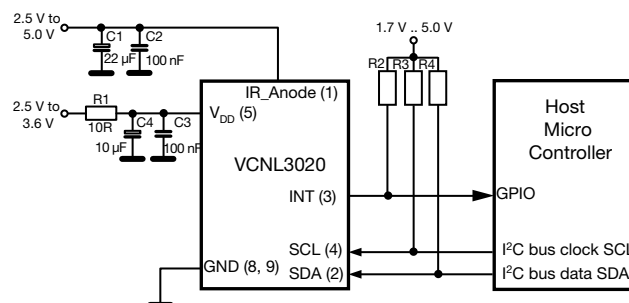 2.5 V to
5.0 V
C1
C2
22 µF
100 nF
1.7 V .. 5.0 V
R2
R3
R4
IR_Anode (1)
2.5 V to
3.6 V
R1
10R
C4
C3
10 µF
100 nF
VDD (5)
VCNL3020
Host
Micro
Controller
INT (3)
GPIO
SCL (4)
I²C bus clock SCL
GND (8, 9)
SDA (2)
I²C bus data SDA